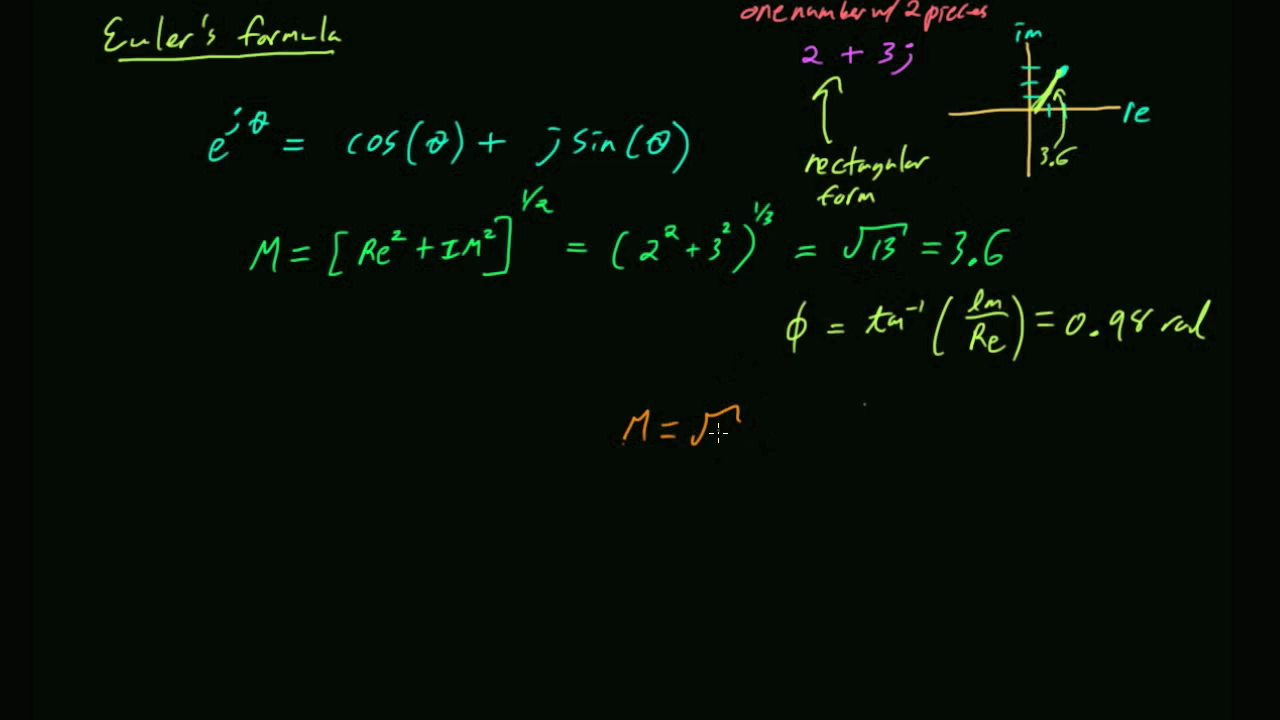 one number w/ 2 pieces
Euler's formula
2 + 3j
im
re
3.6
rectangular
form
e^{jθ} = cos(θ) + j sin(θ)
M = [Re² + IM²]^{1/2} = (2² + 3²)^{1/3} = √13 = 3.6
ϕ = tan⁻¹(Im/Re) = 0.98 rad
M = √